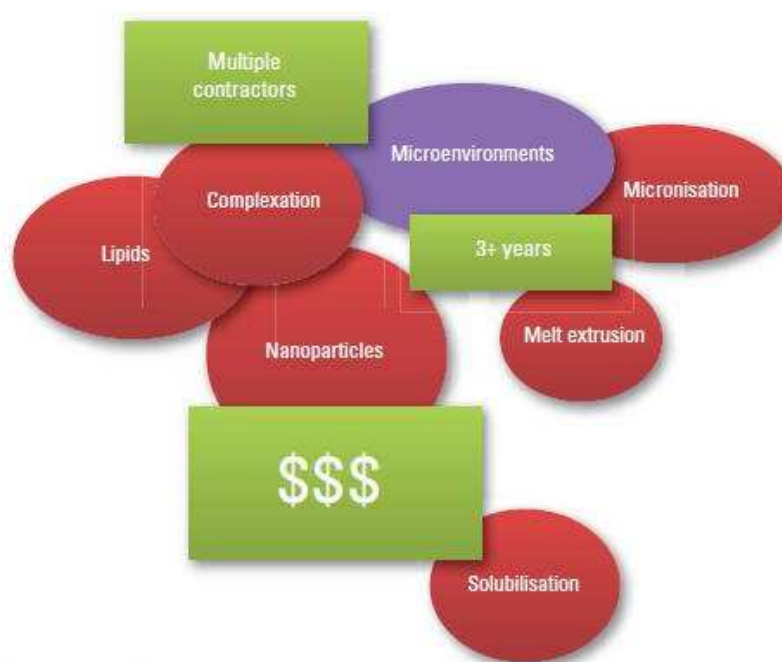 Multiple
contractors
Microenvironments
Micronisation
Complexation
Lipids
3+ years
Nanoparticles
Melt extrusion
$$$
Solubilisation